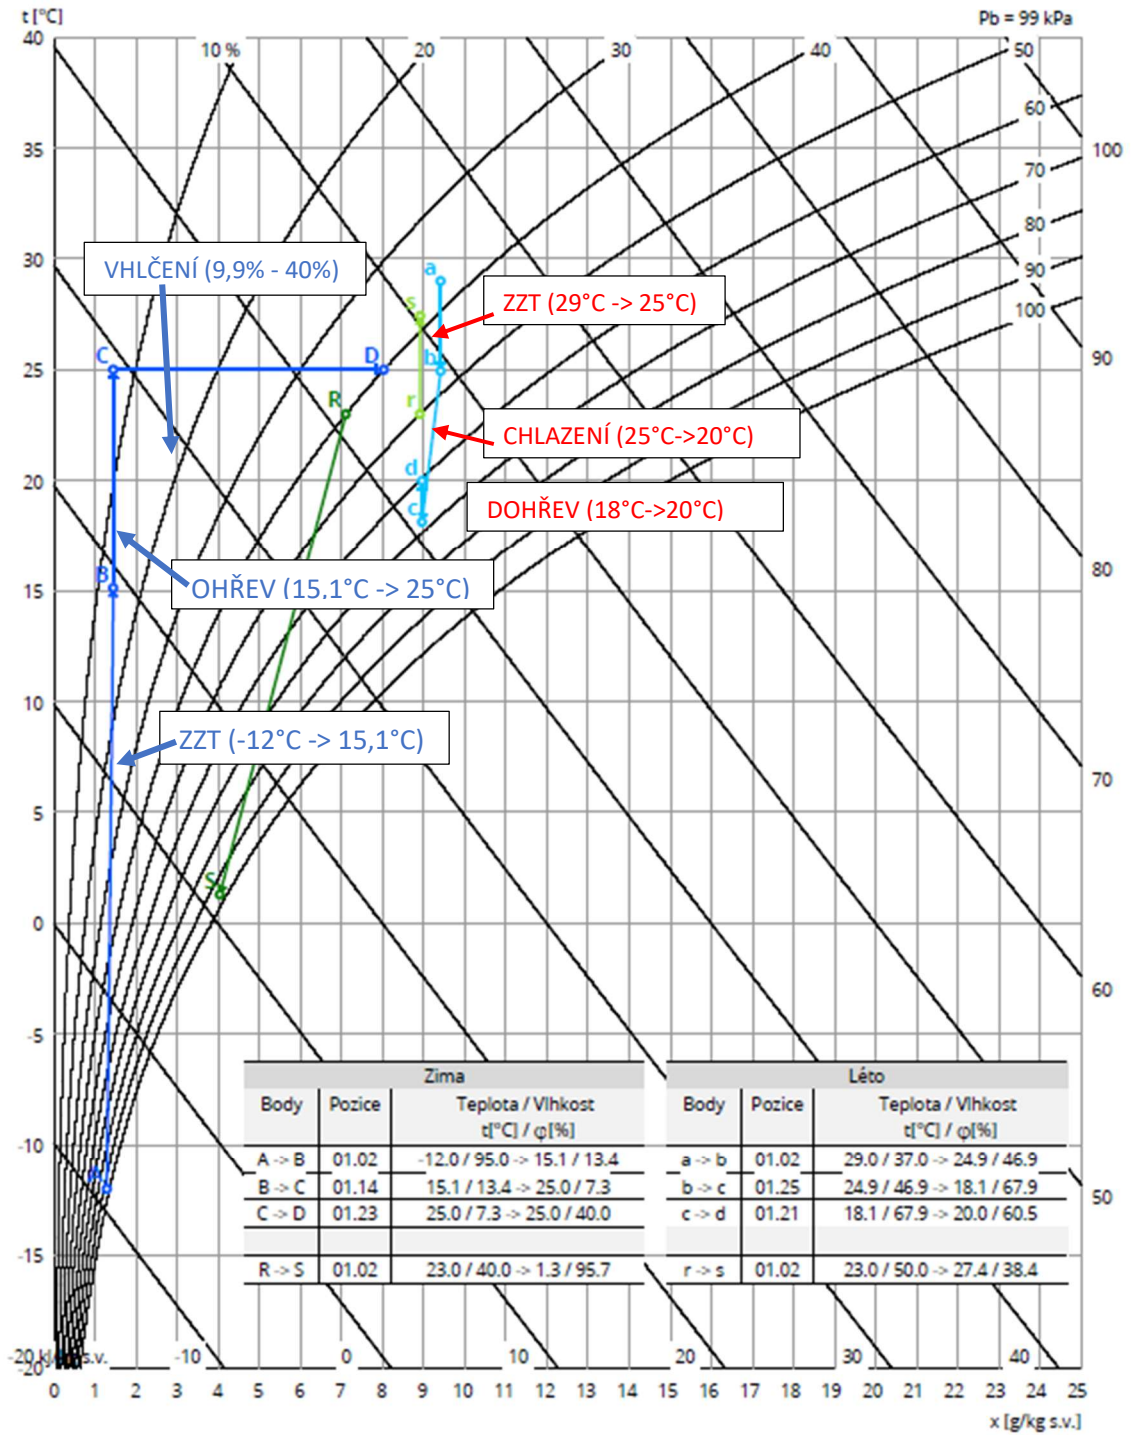 t [°C]
Pb = 99 kPa
40
10 %
20
30
40
50
60
35
100
70
80
30
a
90
VHLČENÍ (9,9% - 40%)
s
ZZT (29°C -> 25°C)
100
C
D
b
90
25
R
r
CHLAZENÍ (25°C->20°C)
d
20
c
DOHŘEV (18°C->20°C)
B
80
15
OHŘEV (15,1°C -> 25°C)
10
ZZT (-12°C -> 15,1°C)
70
5
S
0
60
-5
Zima
Body Pozice Teplota / Vlhkost
t[°C] / φ[%]
A -> B 01.02 -12.0 / 95.0 -> 15.1 / 13.4
B -> C 01.14 15.1 / 13.4 -> 25.0 / 7.3
C -> D 01.23 25.0 / 7.3 -> 25.0 / 40.0
R -> S 01.02 23.0 / 40.0 -> 1.3 / 95.7
Léto
Body Pozice Teplota / Vlhkost
t[°C] / φ[%]
a -> b 01.02 29.0 / 37.0 -> 24.9 / 46.9
b -> c 01.25 24.9 / 46.9 -> 18.1 / 67.9
c -> d 01.21 18.1 / 67.9 -> 20.0 / 60.5
r -> s 01.02 23.0 / 50.0 -> 27.4 / 38.4
-10
A
50
-15
-20
s.v.
-10
0
10
20
30
40
-20
0 1 2 3 4 5 6 7 8 9 10 11 12 13 14 15 16 17 18 19 20 21 22 23 24 25
x [g/kg s.v.]